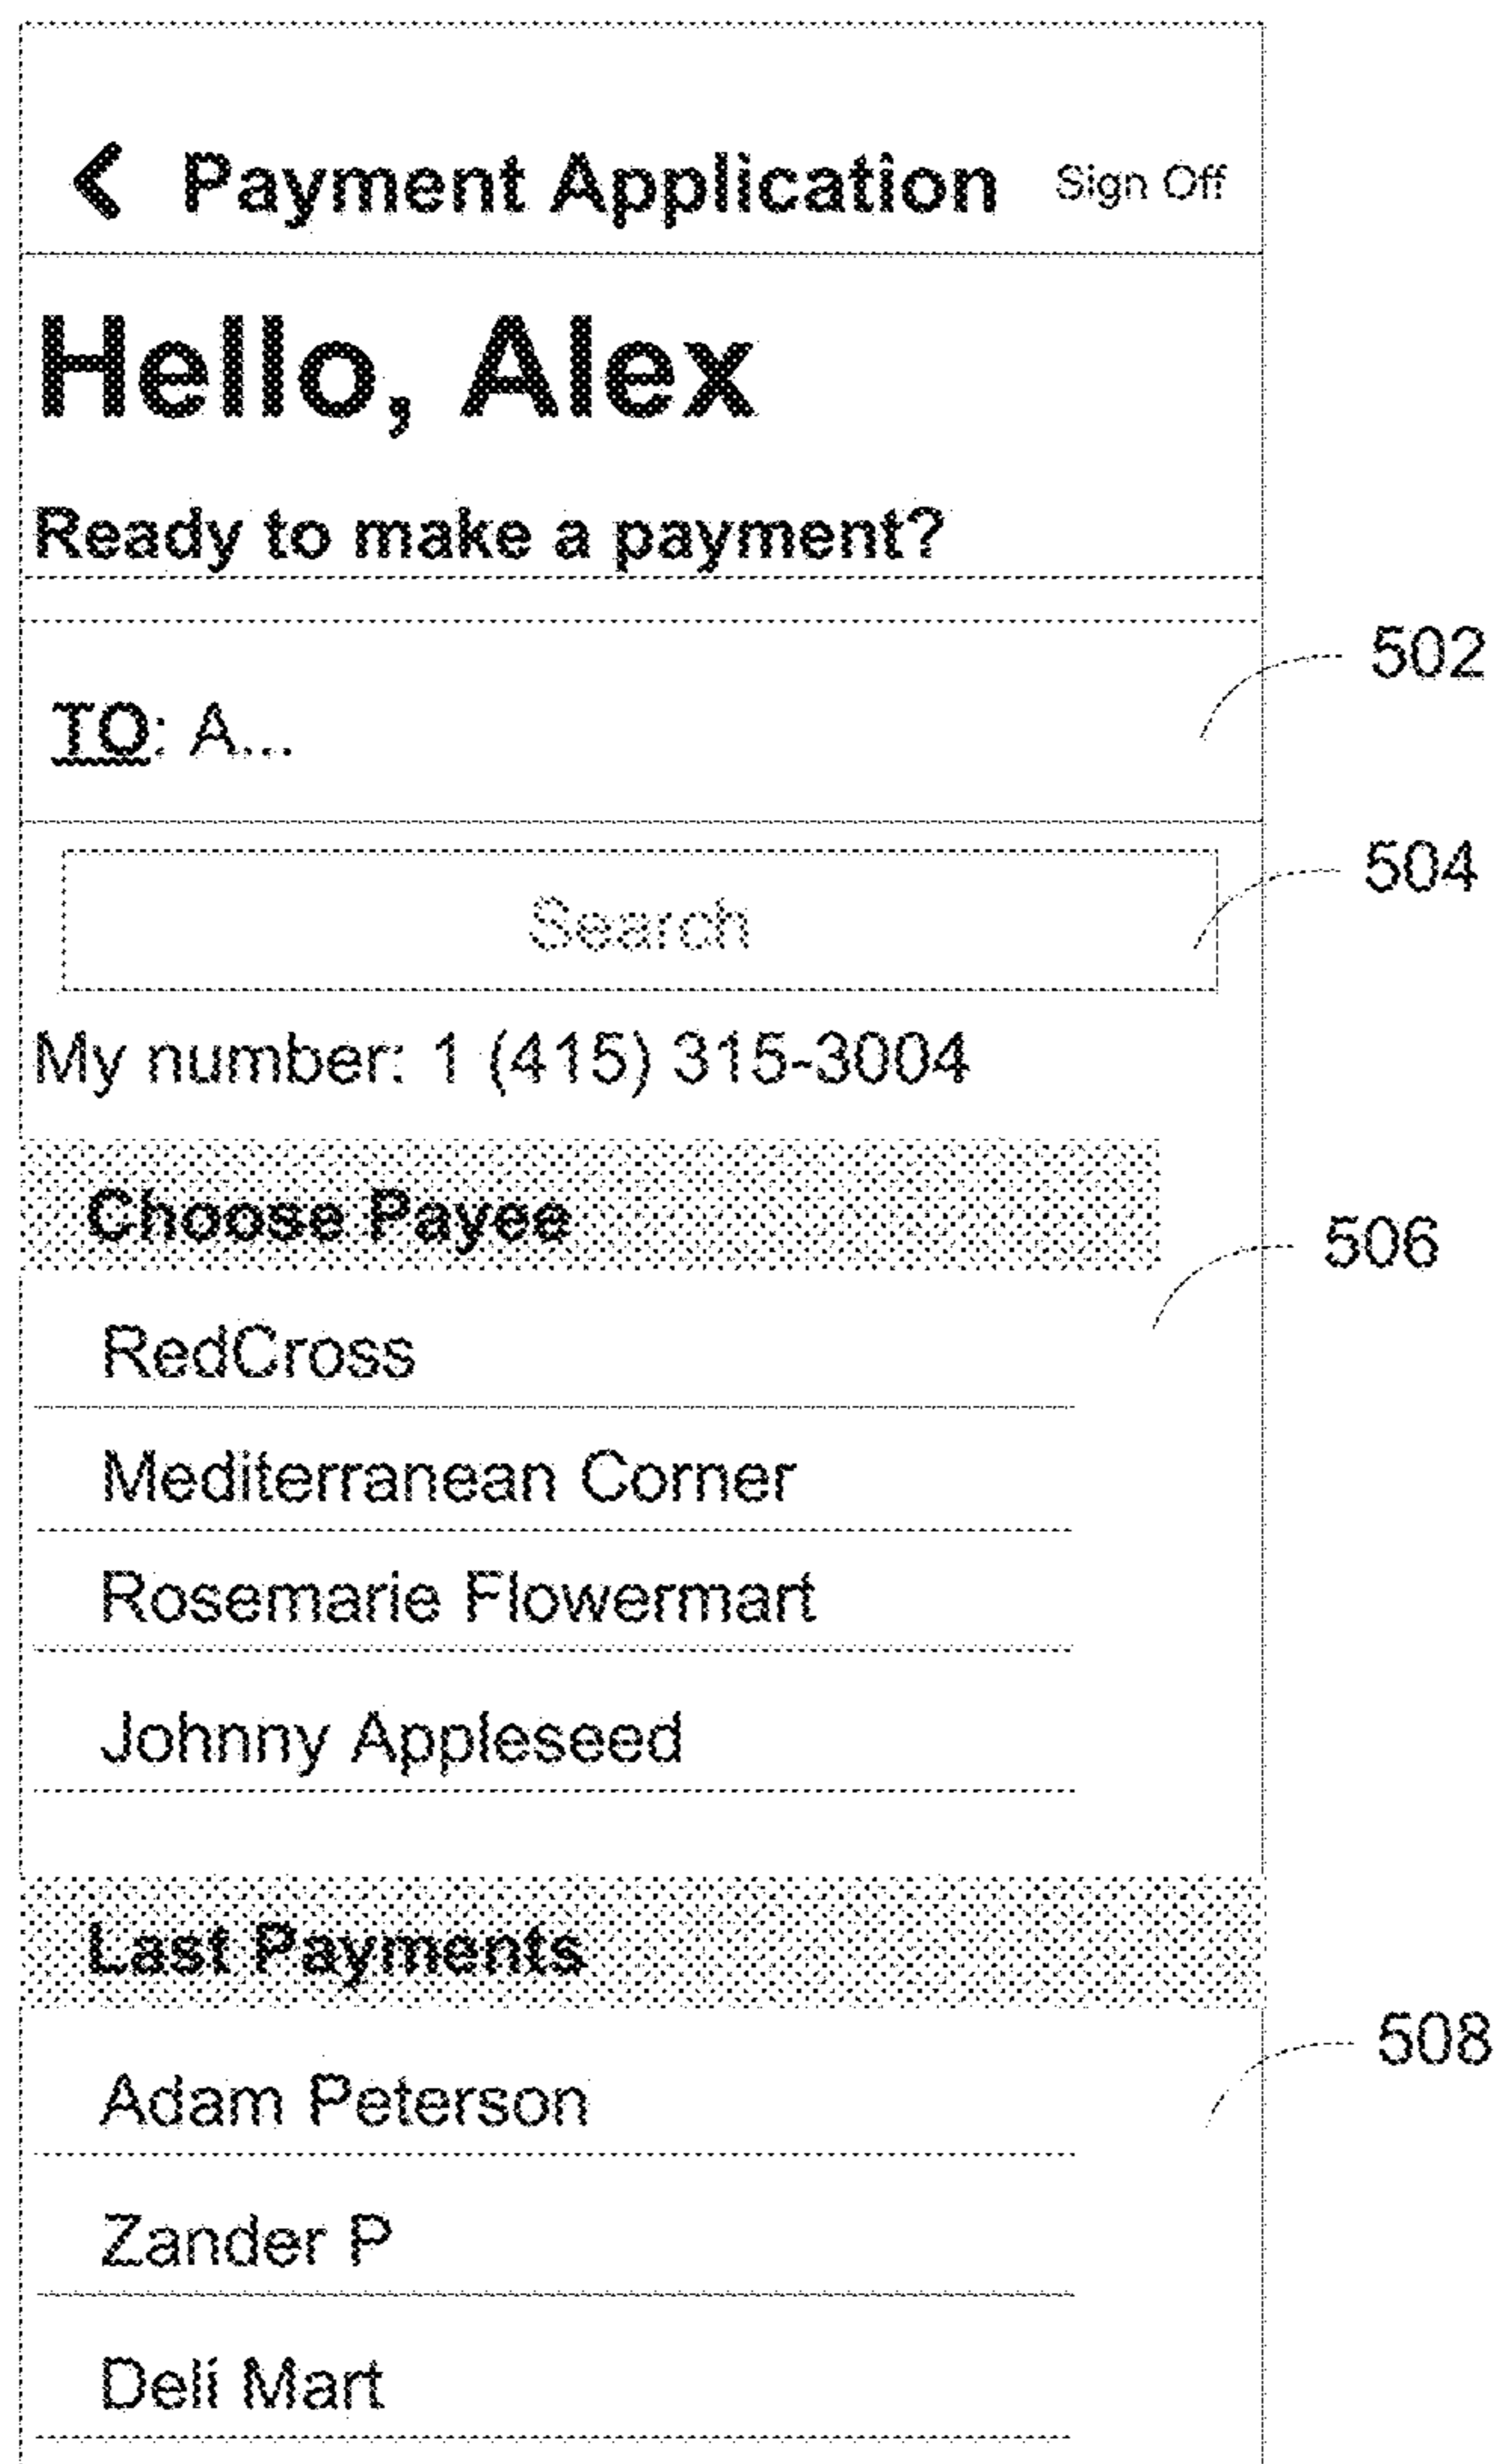 < Payment Application Sign Off
Hello, Alex
Ready to make a payment?
502
TO: A...
504
Search
My number: 1 (415) 315-3004
Choose Payee
506
RedCross
Mediterranean Corner
Rosemarie Flowermart
Johnny Appleseed
Last Payments
508
Adam Peterson
Zander P
Deli Mart